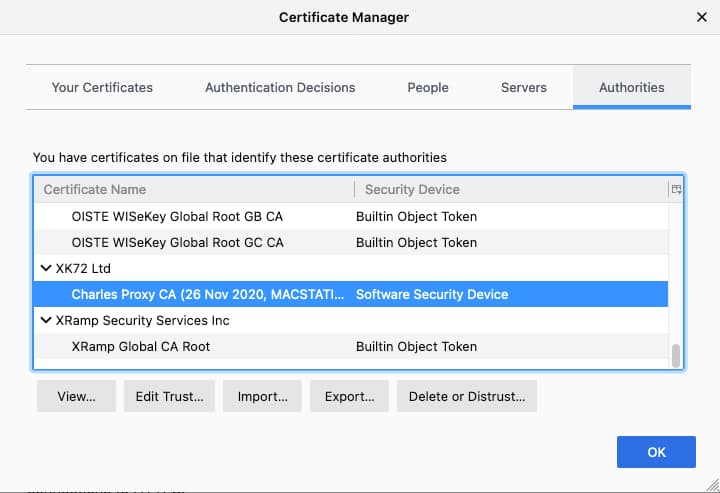 Certificate Manager
Your Certificates Authentication Decisions People Servers Authorities
You have certificates on file that identify these certificate authorities
Certificate Name Security Device
OISTE WISeKey Global Root GB CA Builtin Object Token
OISTE WISeKey Global Root GC CA Builtin Object Token
XK72 Ltd
Charles Proxy CA (26 Nov 2020, MACSTATI... Software Security Device
XRamp Security Services Inc
XRamp Global CA Root Builtin Object Token
View... Edit Trust... Import... Export... Delete or Distrust...
OK